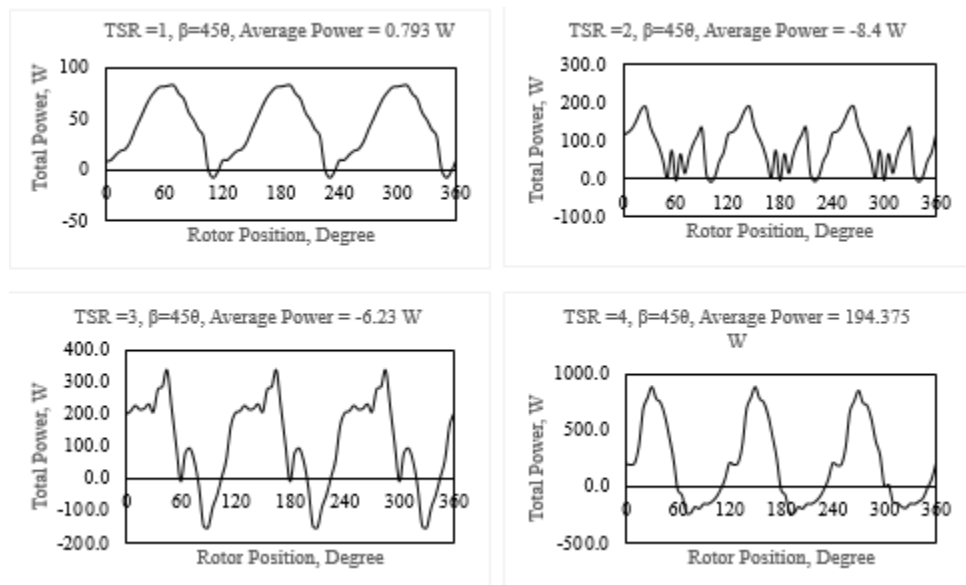 TSR =1, β=45θ, Average Power = 0.793 W
100
50
0
-50
0 60 120 180 240 300 360
Total Power, W
Rotor Position, Degree
TSR =2, β=45θ, Average Power = -8.4 W
300.0
200.0
100.0
0.0
-100.0
0 60 120 180 240 300 360
Total Power, W
Rotor Position, Degree
TSR =3, β=45θ, Average Power = -6.23 W
400.0
300.0
200.0
100.0
0.0
-100.0
-200.0
0 60 120 180 240 300 360
Total Power, W
Rotor Position, Degree
TSR =4, β=45θ, Average Power = 194.375
W
1000.0
500.0
0.0
-500.0
0 60 120 180 240 300 360
Total Power, W
Rotor Position, Degree